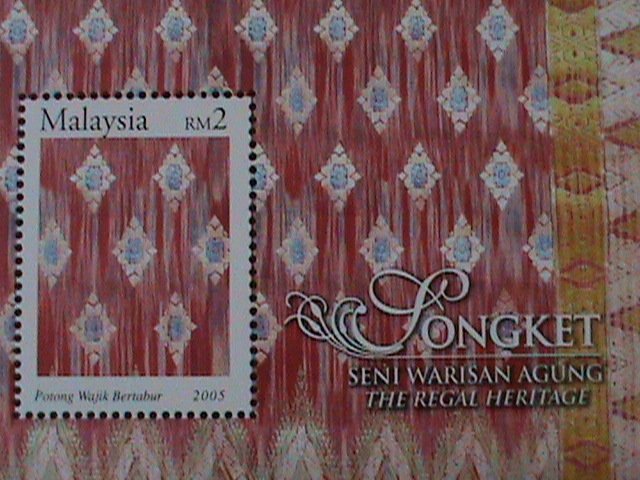 Malaysia RM2
Potong Wajik Bertabur 2005
SONGKET
SENI WARISAN AGUNG
THE REGAL HERITAGE